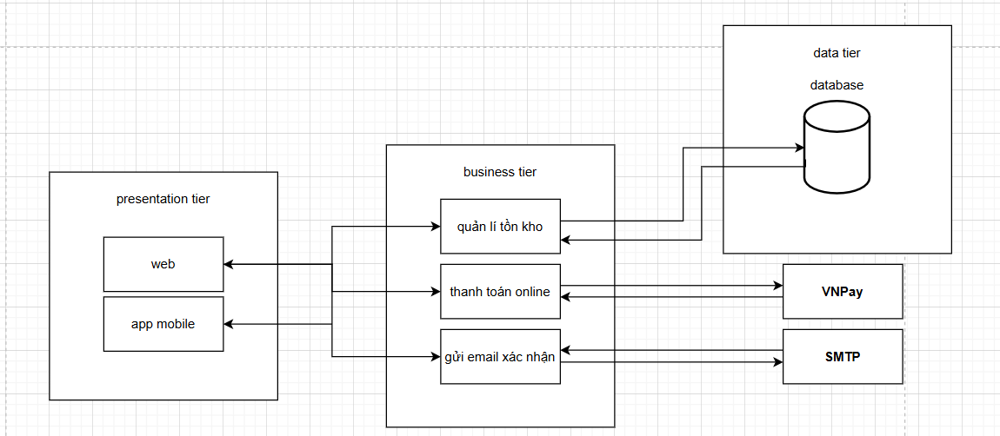 presentation tier
web
app mobile
business tier
quản lí tồn kho
thanh toán online
gửi email xác nhận
data tier
database
VNPay
SMTP